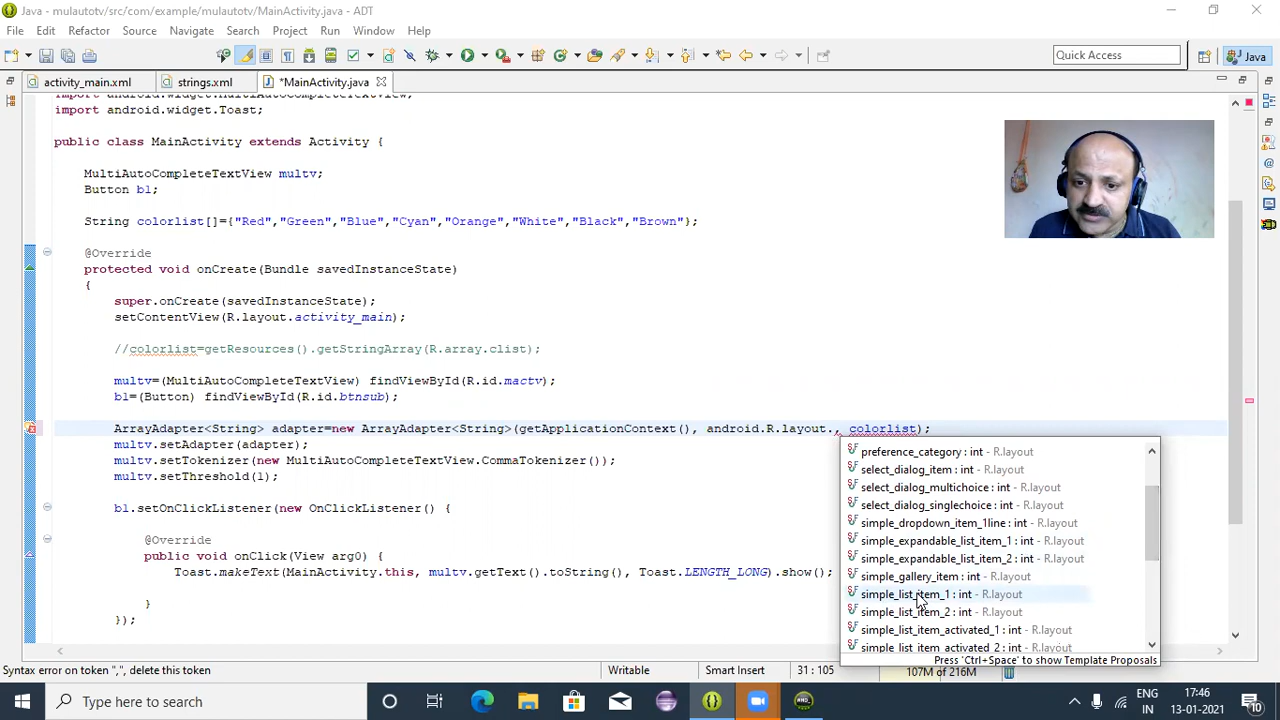 Java - mulautotv/src/com/example/mulautotv/MainActivity.java - ADT
File Edit Refactor Source Navigate Search Project Run Window Help
Quick Access
Java
activity_main.xml strings.xml *MainActivity.java
import android.widget.MultiAutoCompleteTextView;
import android.widget.Toast;
public class MainActivity extends Activity {
MultiAutoCompleteTextView multv;
Button b1;
String colorlist[]={"Red","Green","Blue","Cyan","Orange","White","Black","Brown"};
@Override
protected void onCreate(Bundle savedInstanceState)
{
super.onCreate(savedInstanceState);
setContentView(R.layout.activity_main);
//colorlist=getResources().getStringArray(R.array.clist);
multv=(MultiAutoCompleteTextView) findViewById(R.id.mactv);
b1=(Button) findViewById(R.id.btnsub);
ArrayAdapter<String> adapter=new ArrayAdapter<String>(getApplicationContext(), android.R.layout., colorlist);
multv.setAdapter(adapter);
multv.setTokenizer(new MultiAutoCompleteTextView.CommaTokenizer());
multv.setThreshold(1);
b1.setOnClickListener(new OnClickListener() {
@Override
public void onClick(View arg0) {
Toast.makeText(MainActivity.this, multv.getText().toString(), Toast.LENGTH_LONG).show();
}
});
preference_category : int - R.layout
select_dialog_item : int - R.layout
select_dialog_multichoice : int - R.layout
select_dialog_singlechoice : int - R.layout
simple_dropdown_item_1line : int - R.layout
simple_expandable_list_item_1 : int - R.layout
simple_expandable_list_item_2 : int - R.layout
simple_gallery_item : int - R.layout
simple_list_item_1 : int - R.layout
simple_list_item_2 : int - R.layout
simple_list_item_activated_1 : int - R.layout
simple_list_item_activated_2 : int - R.layout
Press 'Ctrl+Space' to show Template Proposals
Syntax error on token ",", delete this token Writable Smart Insert 31 : 105 107M of 216M
Type here to search
ENG
IN
17:46
13-01-2021
10